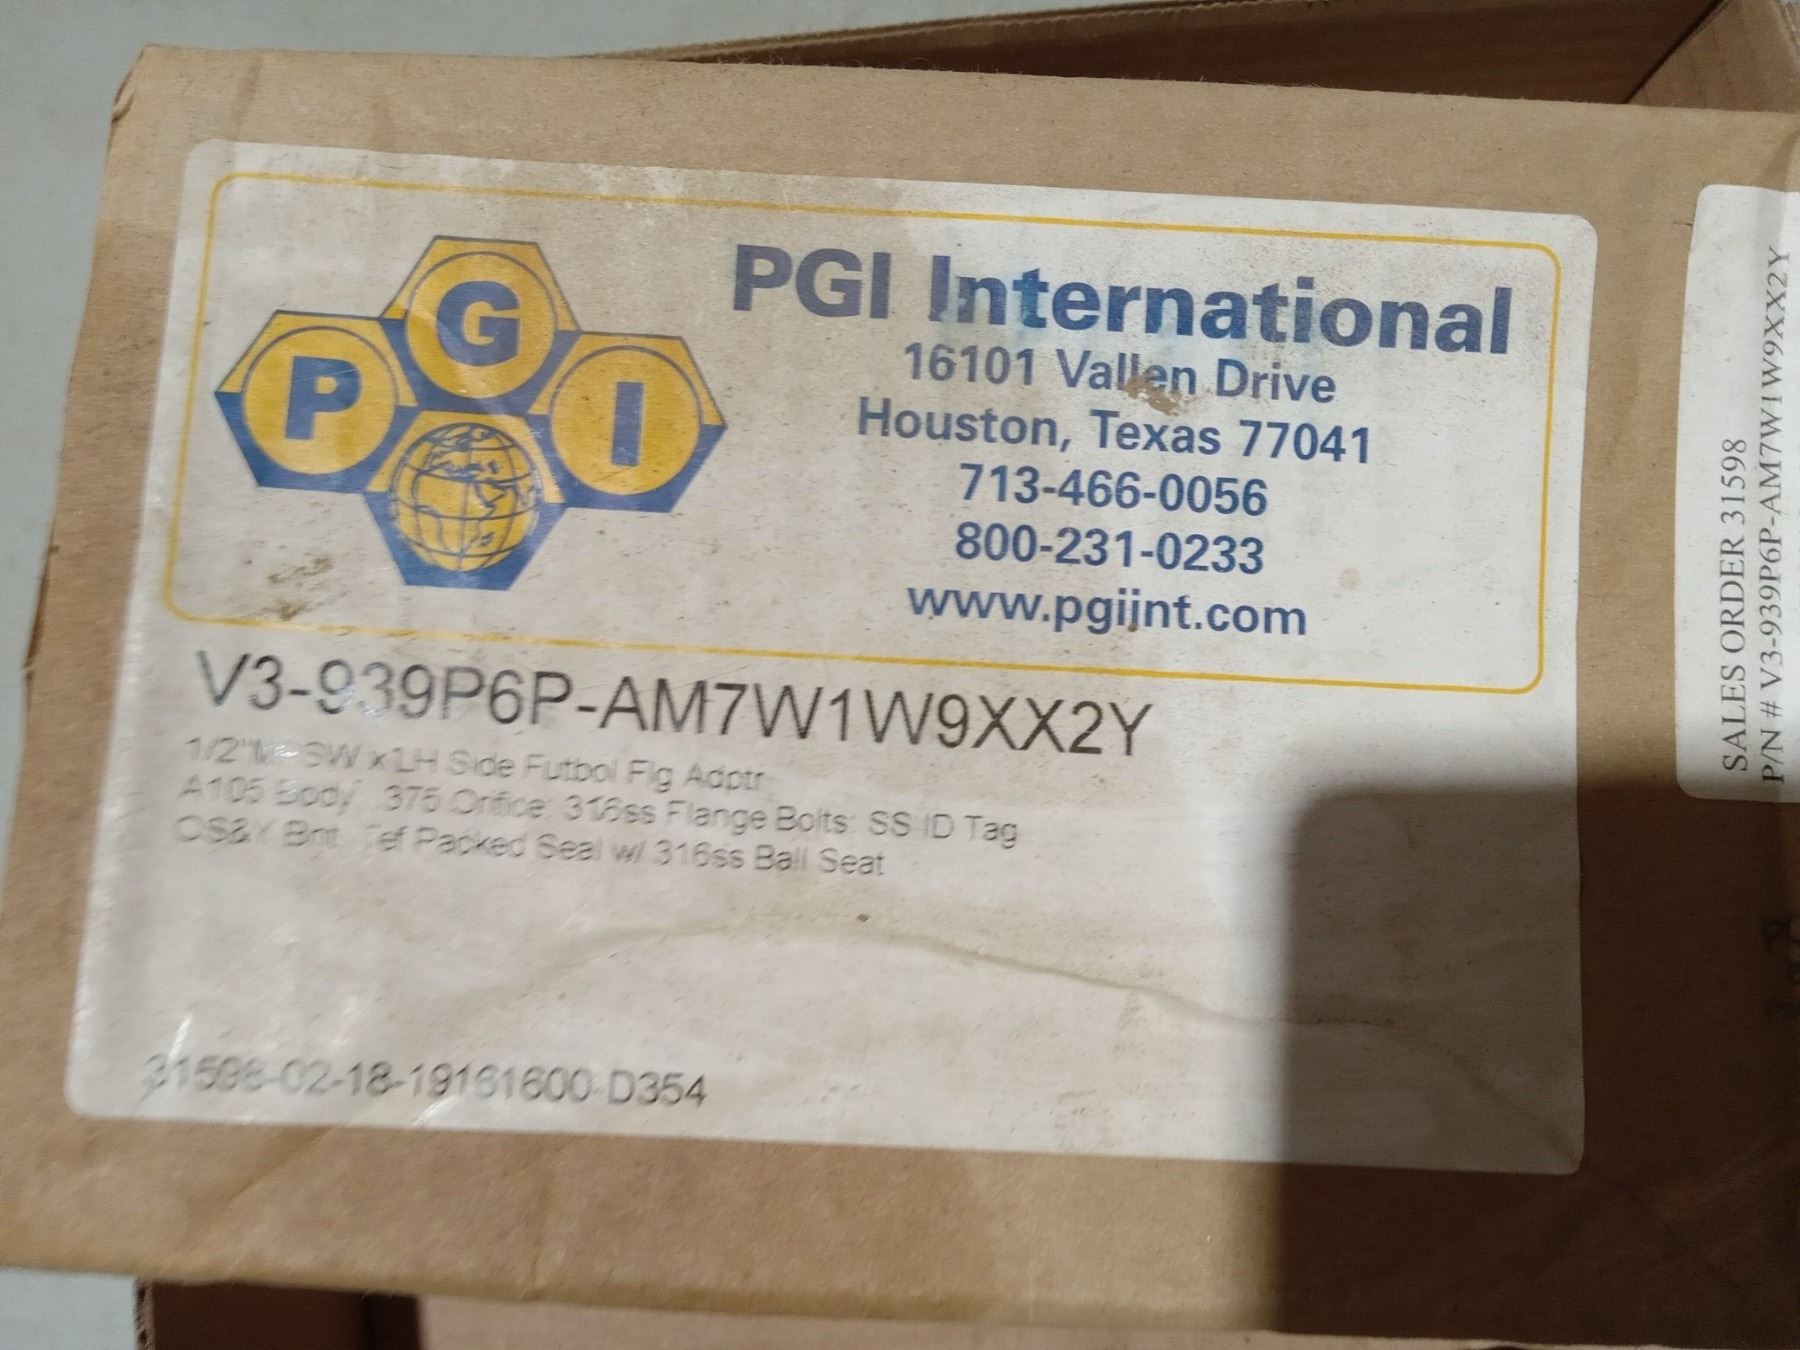 P G I
PGI International
16101 Vallen Drive
Houston, Texas 77041
713-466-0056
800-231-0233
www.pgiint.com
V3-939P6P-AM7W1W9XX2Y
1/2" SW x LH Side Futbol Flg Adptr
A105 Body .375 Orifice: 316ss Flange Bolts: SS ID Tag
OS&Y Bnt Tef Packed Seal w/ 316ss Ball Seat
31598-02-18-19161600-D354
SALES ORDER 31598
P/N # V3-939P6P-AM7W1W9XX2Y